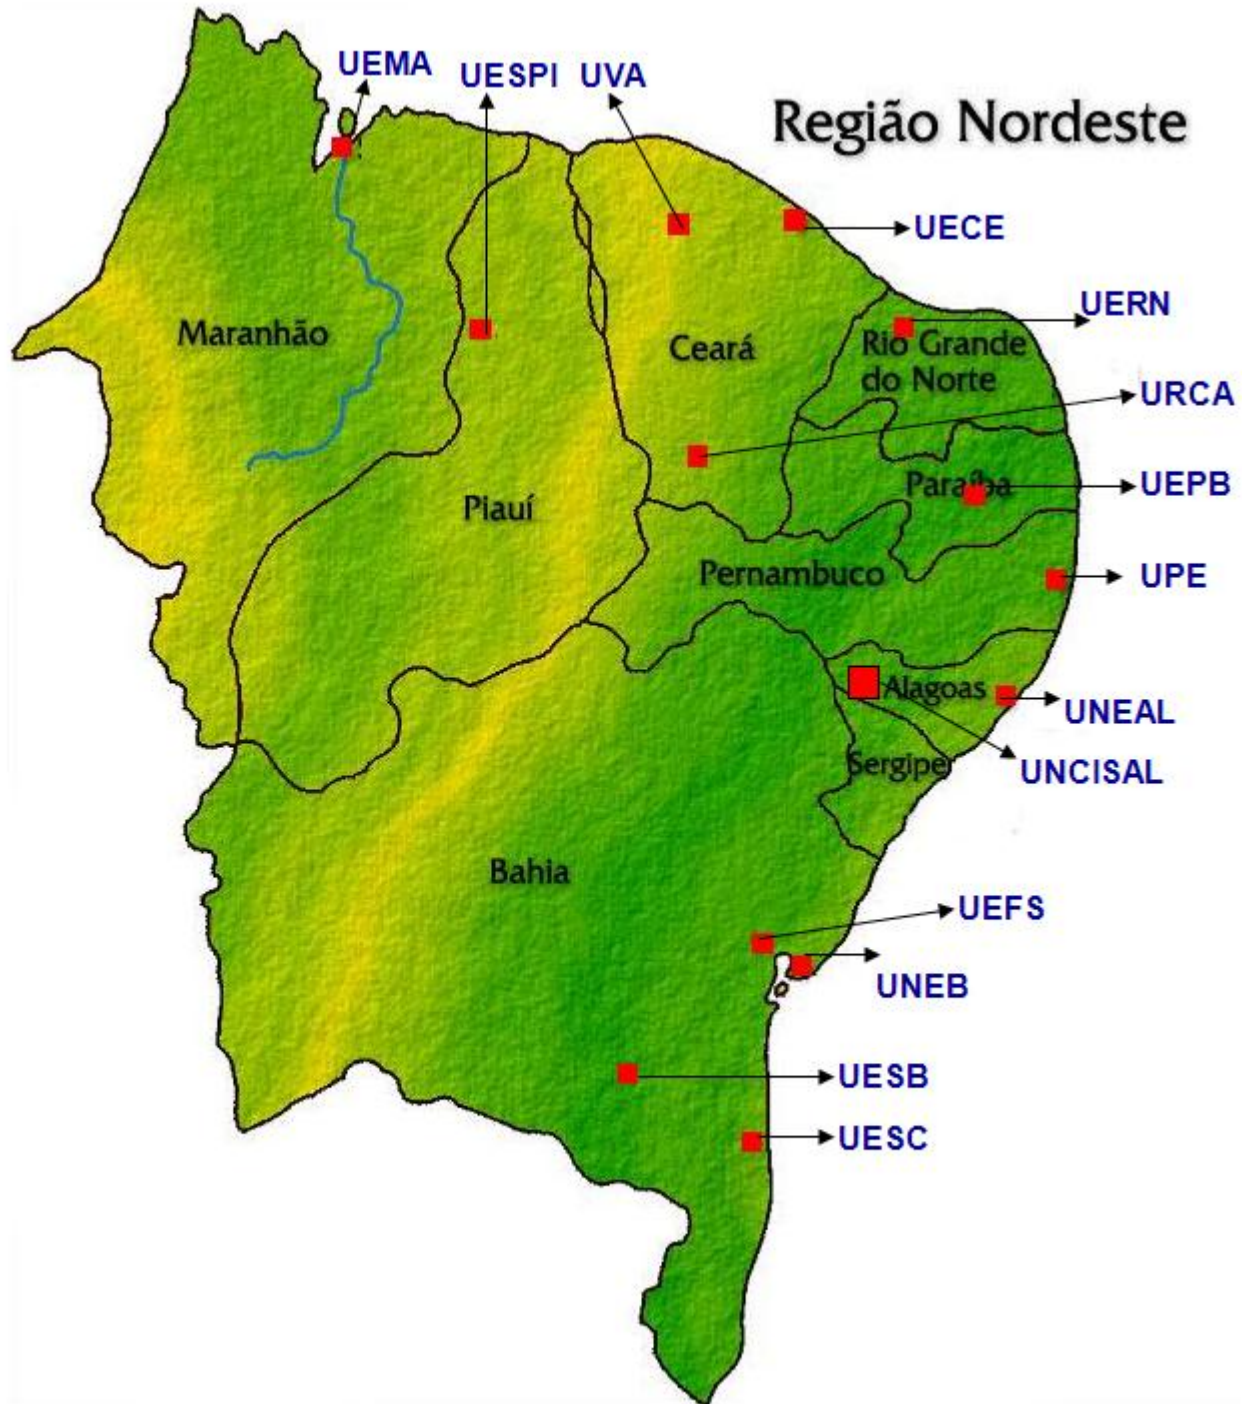 UEMA
UESPI
UVA
Região Nordeste
UECE
UERN
Maranhão
Ceará
Rio Grande
do Norte
URCA
Paraíba
UEPB
Piauí
Pernambuco
UPE
Alagoas
UNEAL
Sergipe
UNCISAL
Bahia
UEFS
UNEB
UESB
UESC